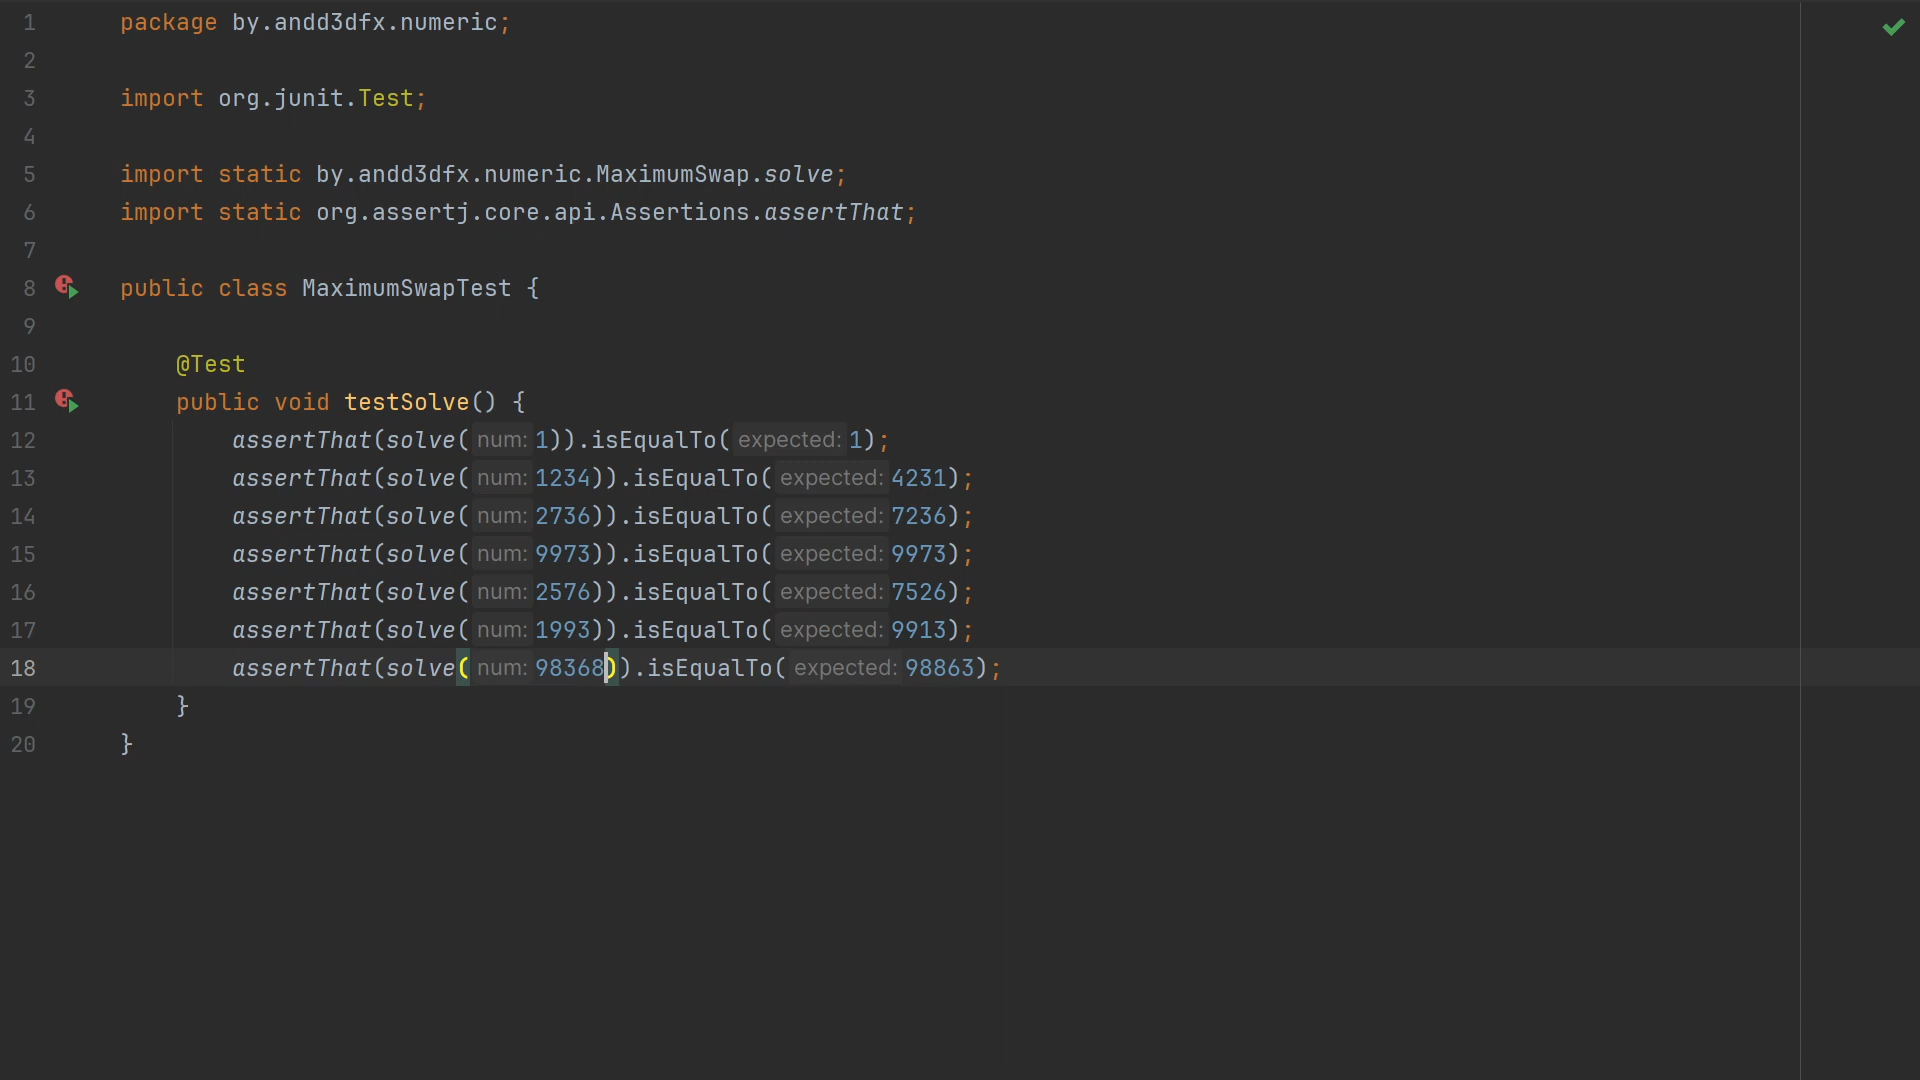 1 package by.andd3dfx.numeric;
2
3 import org.junit.Test;
4
5 import static by.andd3dfx.numeric.MaximumSwap.solve;
6 import static org.assertj.core.api.Assertions.assertThat;
7
8 public class MaximumSwapTest {
9
10 @Test
11 public void testSolve() {
12 assertThat(solve( num: 1)).isEqualTo( expected: 1);
13 assertThat(solve( num: 1234)).isEqualTo( expected: 4231);
14 assertThat(solve( num: 2736)).isEqualTo( expected: 7236);
15 assertThat(solve( num: 9973)).isEqualTo( expected: 9973);
16 assertThat(solve( num: 2576)).isEqualTo( expected: 7526);
17 assertThat(solve( num: 1993)).isEqualTo( expected: 9913);
18 assertThat(solve( num: 98368)).isEqualTo( expected: 98863);
19 }
20 }